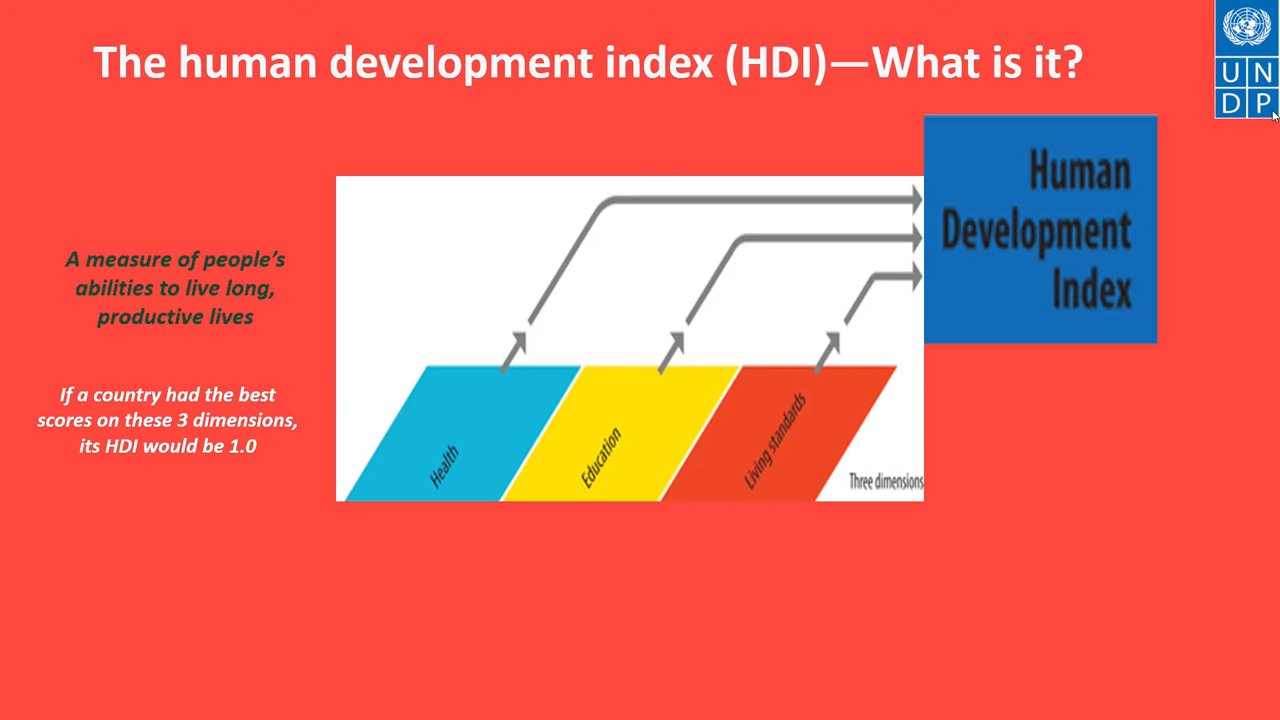 The human development index (HDI)—What is it?
U N
D P
Human
Development
Index
A measure of people’s
abilities to live long,
productive lives
If a country had the best
scores on these 3 dimensions,
its HDI would be 1.0
Health
Education
Living standards
Three dimensions